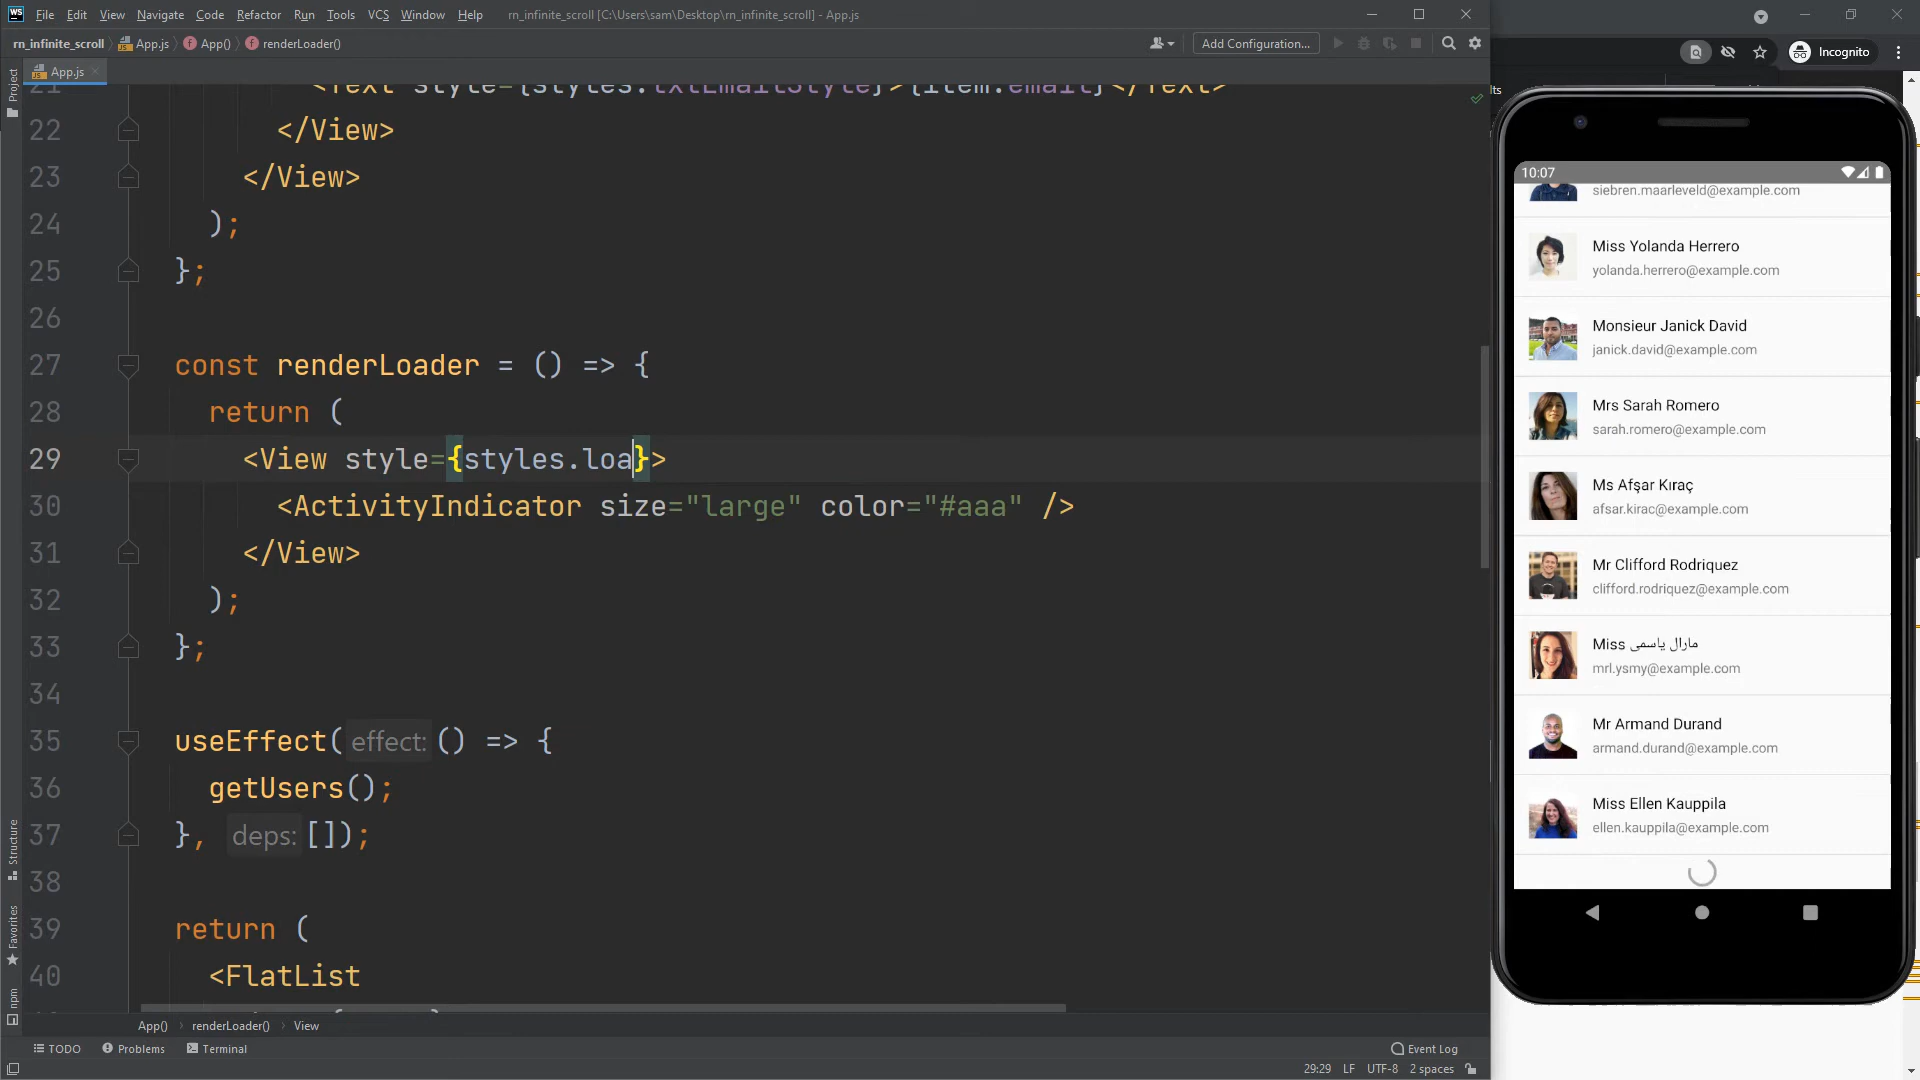 WS File Edit View Navigate Code Refactor Run Tools VCS Window Help rn_infinite_scroll [C:\Users\sam\Desktop\rn_infinite_scroll] - App.js
rn_infinite_scroll App.js App() renderLoader() Add Configuration...
Incognito
App.js
Project
21 <Text style={styles.txtEmailStyle}>{item.email}</Text>
22 </View>
23 </View>
24 );
25 };
26
27 const renderLoader = () => {
28 return (
29 <View style={styles.loa}>
30 <ActivityIndicator size="large" color="#aaa" />
31 </View>
32 );
33 };
34
35 useEffect( effect: () => {
36 getUsers();
37 }, deps: []);
38
39 return (
40 <FlatList
Structure
Favorites
npm
App() renderLoader() View
TODO Problems Terminal Event Log
29:29 LF UTF-8 2 spaces
lts
10:07
siebren.maarleveld@example.com
Miss Yolanda Herrero
yolanda.herrero@example.com
Monsieur Janick David
janick.david@example.com
Mrs Sarah Romero
sarah.romero@example.com
Ms Afşar Kıraç
afsar.kirac@example.com
Mr Clifford Rodriquez
clifford.rodriquez@example.com
Miss مارال یاسمی
mrl.ysmy@example.com
Mr Armand Durand
armand.durand@example.com
Miss Ellen Kauppila
ellen.kauppila@example.com